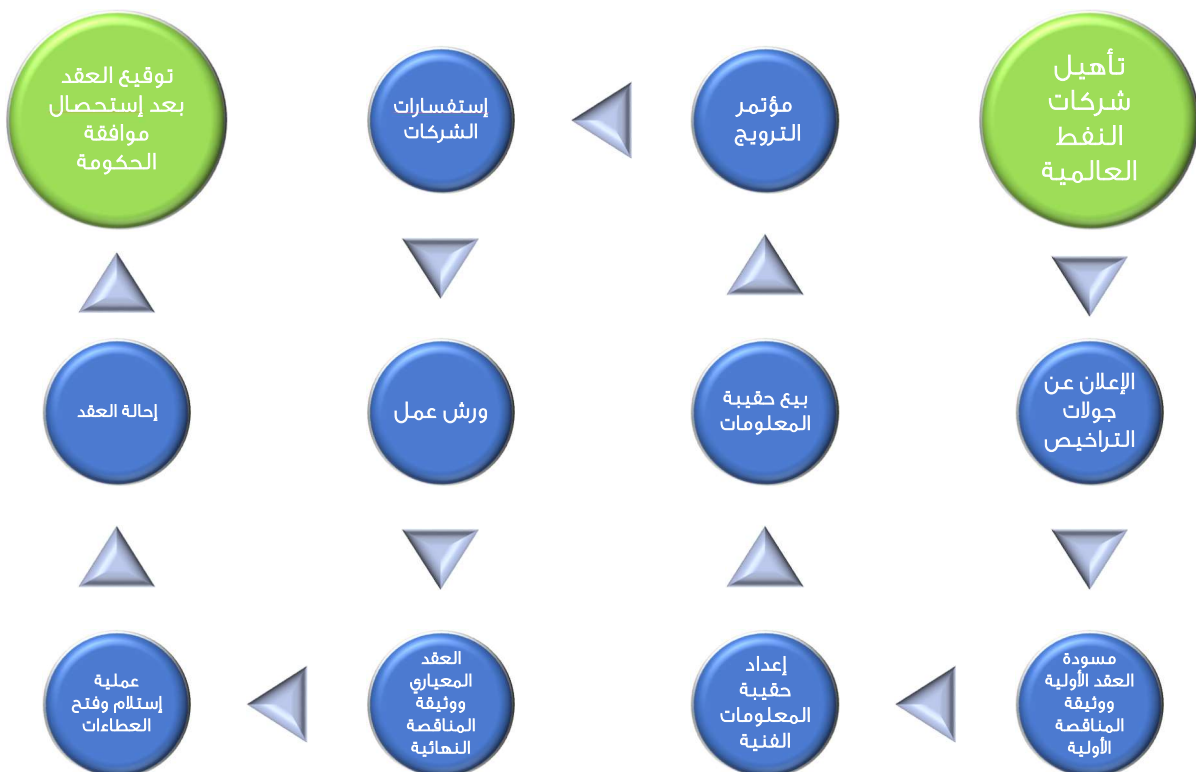 تأهيل
شركات
النفط
العالمية
الإعلان عن
جولات
التراخيص
مسودة
العقد الأولية
ووثيقة
المناقصة
الأولية
إعداد
حقيبة
المعلومات
الفنية
بيع حقيبة
المعلومات
مؤتمر
الترويج
إستفسارات
الشركات
ورش عمل
العقد
المعياري
ووثيقة
المناقصة
النهائية
عملية
إستلام وفتح
العطاءات
إحالة العقد
توقيع العقد
بعد إستحصال
موافقة
الحكومة